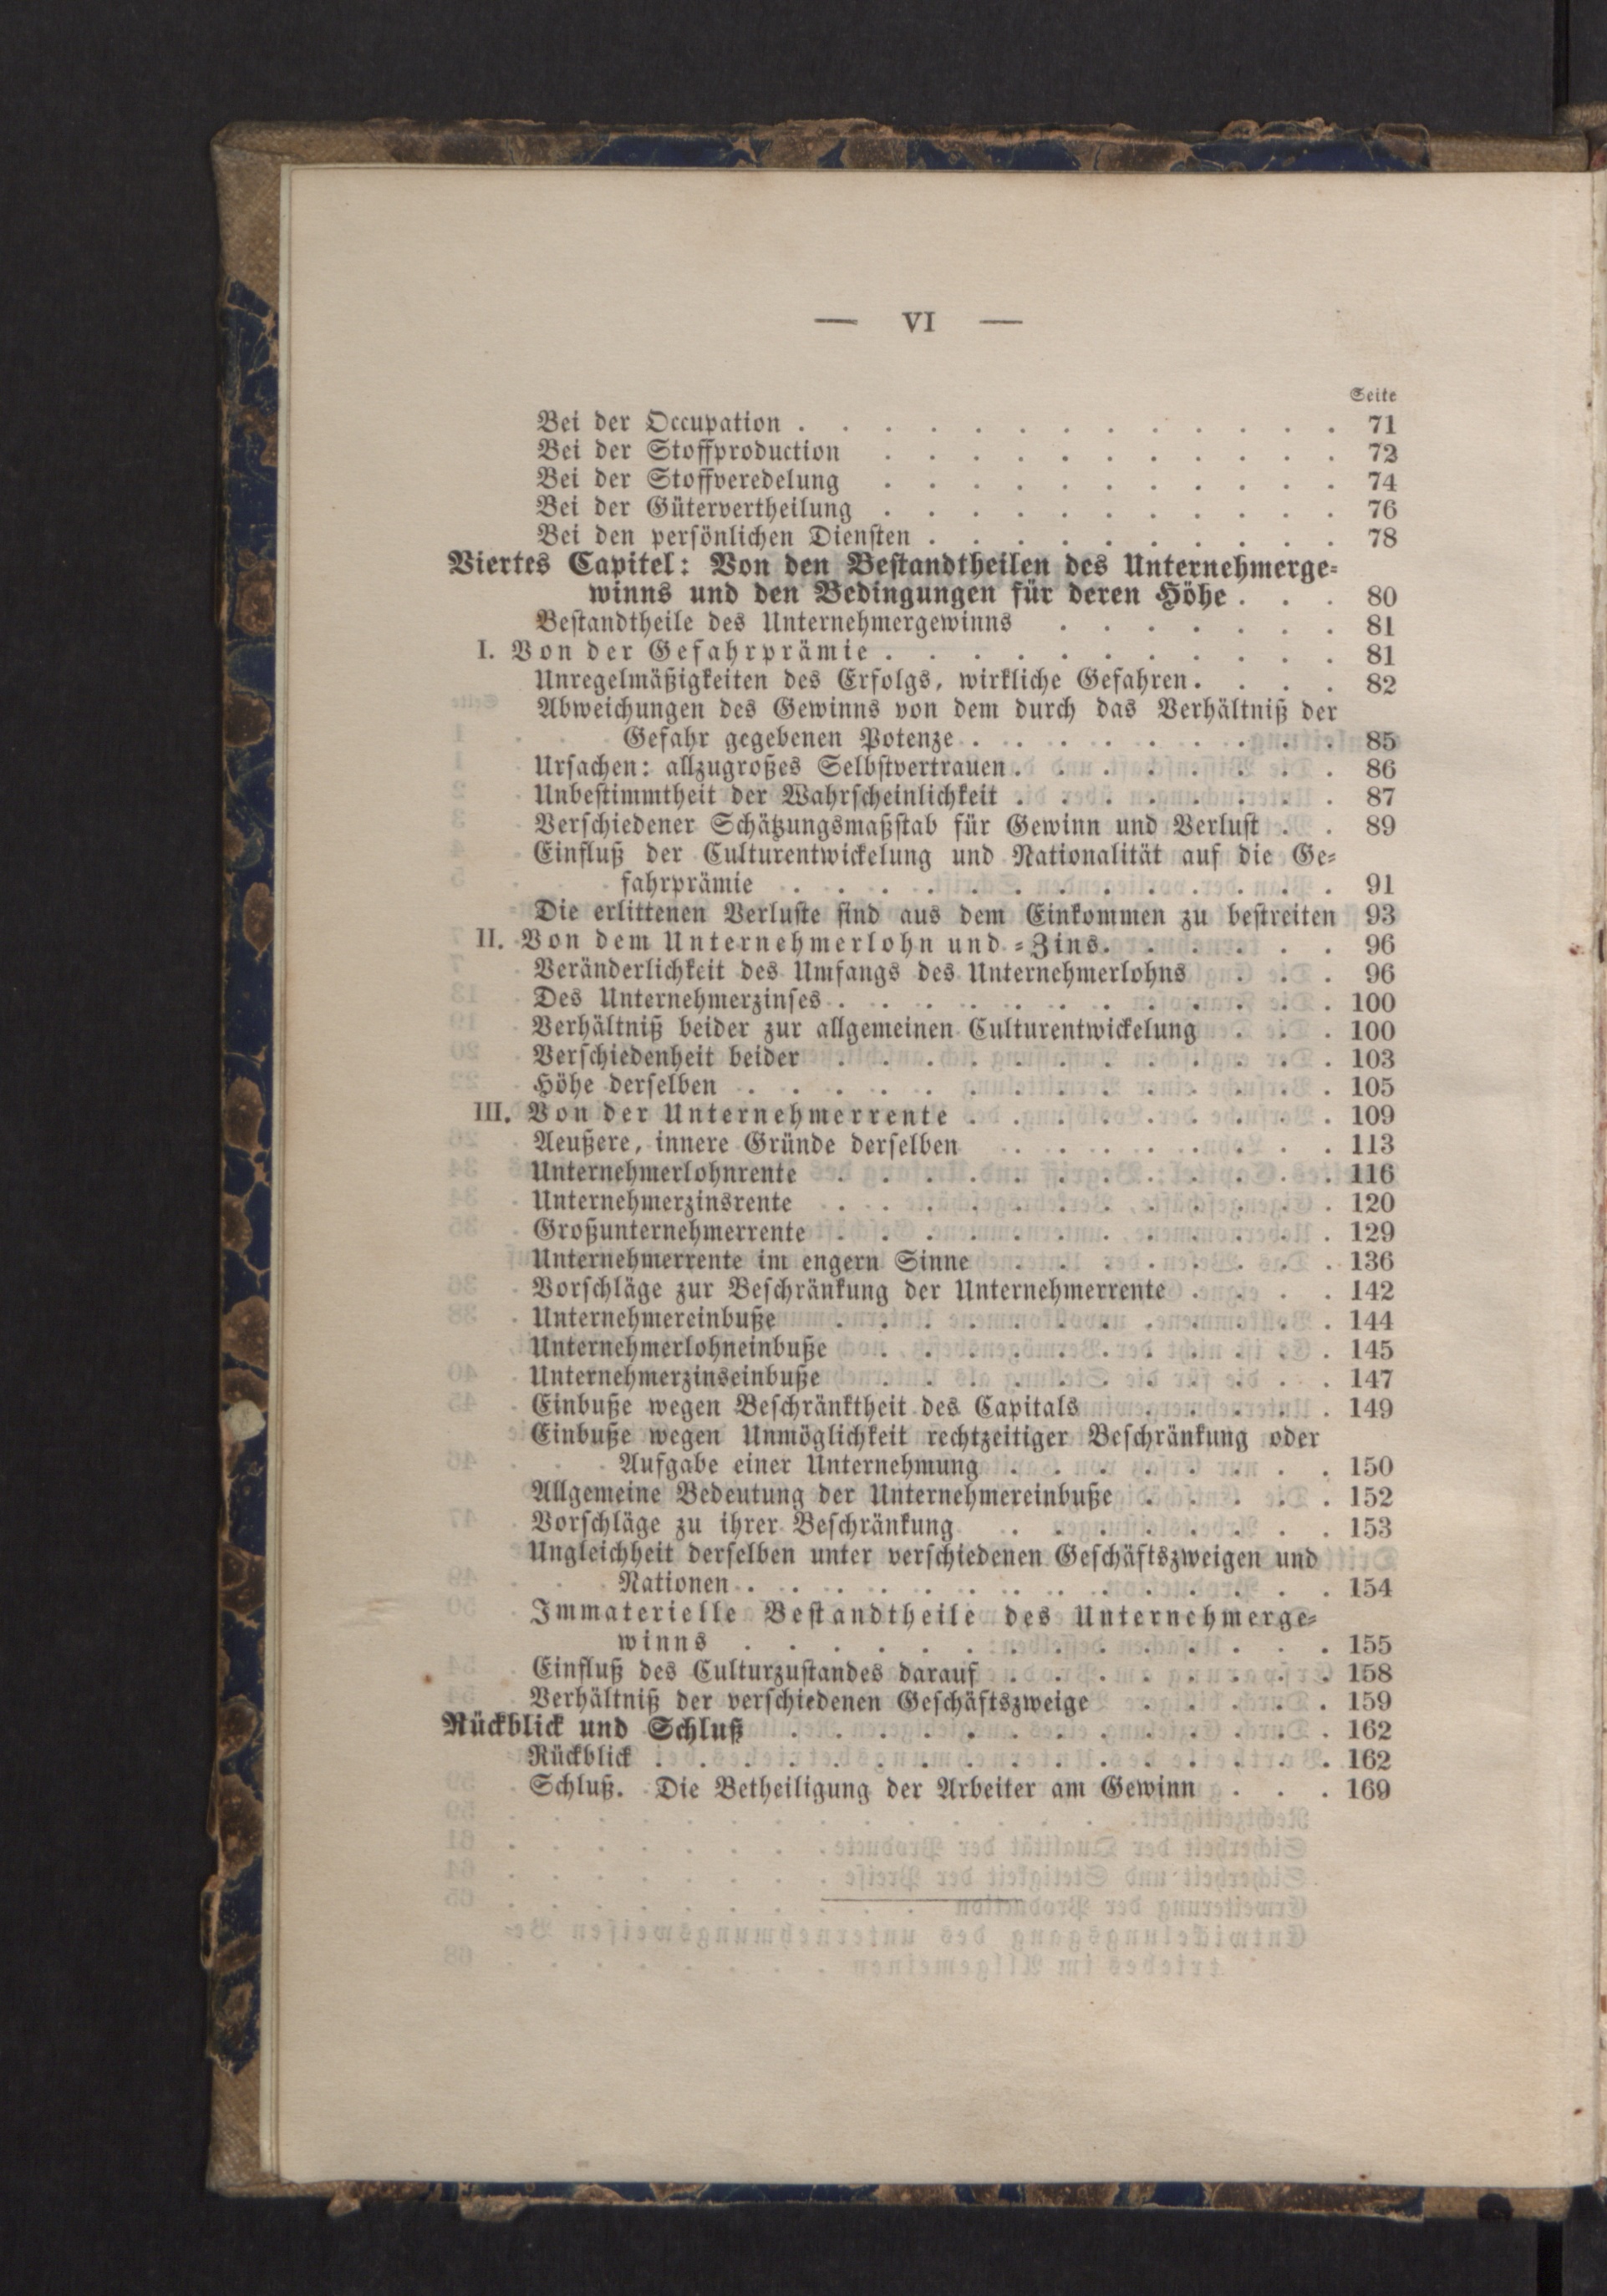 — VI —
Seite
Bei der Occupation . . . . . . . . . . . . . 71
Bei der Stoffproduction . . . . . . . . . . . 72
Bei der Stoffveredelung . . . . . . . . . . . 74
Bei der Gütervertheilung . . . . . . . . . . . 76
Bei den persönlichen Diensten . . . . . . . . . . 78
Viertes Capitel: Von den Bestandtheilen des Unternehmerge-
winns und den Bedingungen für deren Höhe . . . 80
Bestandtheile des Unternehmergewinns . . . . . . . 81
I. Von der Gefahrprämie . . . . . . . . . . . 81
Unregelmäßigkeiten des Erfolgs, wirkliche Gefahren . . . . 82
Abweichungen des Gewinns von dem durch das Verhältniß der
Gefahr gegebenen Potenze . . . . . . . . . 85
Ursachen: allzugroßes Selbstvertrauen . . . . . . . . 86
Unbestimmtheit der Wahrscheinlichkeit . . . . . . . . 87
Verschiedener Schätzungsmaßstab für Gewinn und Verlust . . 89
Einfluß der Culturentwickelung und Nationalität auf die Ge-
fahrprämie . . . . . . . . . . . . . 91
Die erlittenen Verluste sind aus dem Einkommen zu bestreiten 93
II. Von dem Unternehmerlohn und -Zins . . . . . . 96
Veränderlichkeit des Umfangs des Unternehmerlohns . . . 96
Des Unternehmerzinses . . . . . . . . . . . . 100
Verhältniß beider zur allgemeinen Culturentwickelung . . . 100
Verschiedenheit beider . . . . . . . . . . . . 103
Höhe derselben . . . . . . . . . . . . . . 105
III. Von der Unternehmerrente . . . . . . . . . 109
Aeußere, innere Gründe derselben . . . . . . . . 113
Unternehmerlohnrente . . . . . . . . . . . . 116
Unternehmerzinsrente . . . . . . . . . . . . 120
Großunternehmerrente . . . . . . . . . . . . 129
Unternehmerrente im engern Sinne . . . . . . . . 136
Vorschläge zur Beschränkung der Unternehmerrente . . . . 142
Unternehmereinbuße . . . . . . . . . . . . 144
Unternehmerlohneinbuße . . . . . . . . . . . 145
Unternehmerzinseinbuße . . . . . . . . . . . 147
Einbuße wegen Beschränktheit des Capitals . . . . . . 149
Einbuße wegen Unmöglichkeit rechtzeitiger Beschränkung oder
Aufgabe einer Unternehmung . . . . . . . . 150
Allgemeine Bedeutung der Unternehmereinbuße . . . . . 152
Vorschläge zu ihrer Beschränkung . . . . . . . . 153
Ungleichheit derselben unter verschiedenen Geschäftszweigen und
Nationen . . . . . . . . . . . . . . 154
Immaterielle Bestandtheile des Unternehmerge-
winns . . . . . . . . . . . . . . 155
Einfluß des Culturzustandes darauf . . . . . . . . 158
Verhältniß der verschiedenen Geschäftszweige . . . . . 159
Rückblick und Schluß . . . . . . . . . . . . . 162
Rückblick . . . . . . . . . . . . . . . . 162
Schluß. Die Betheiligung der Arbeiter am Gewinn . . . 169